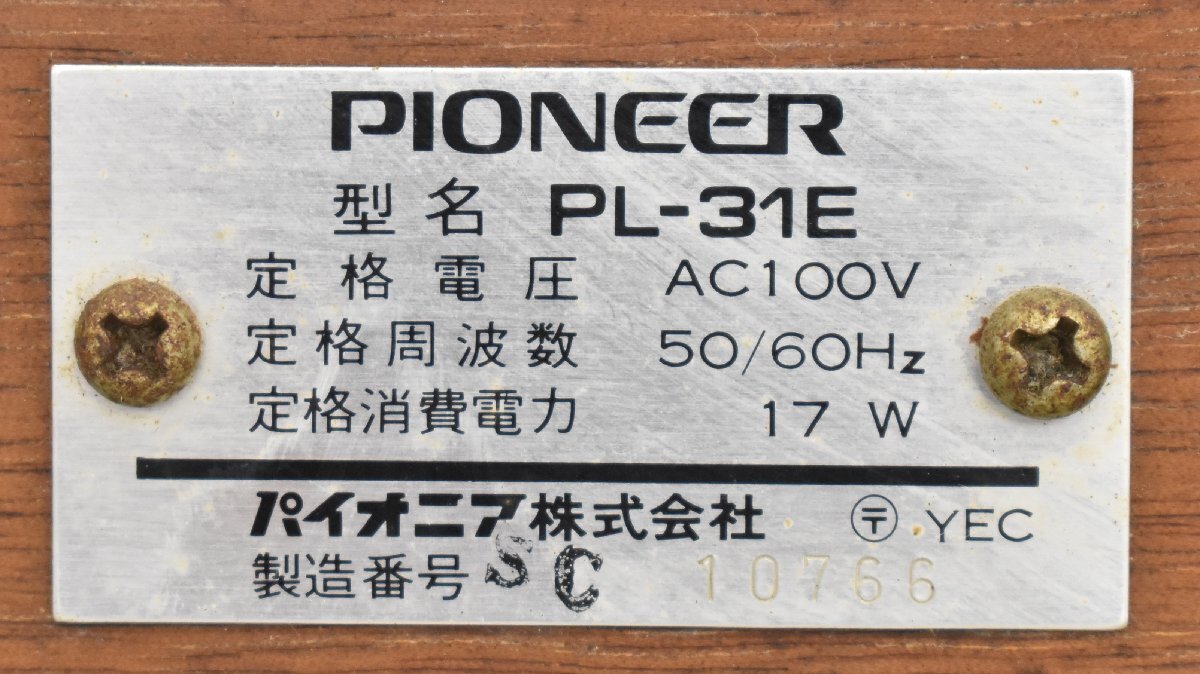 PIONEER
型名 PL-31E
定格電圧 AC100V
定格周波数 50/60Hz
定格消費電力 17 W
パイオニア株式会社 〶 YEC
製造番号 SC 10766